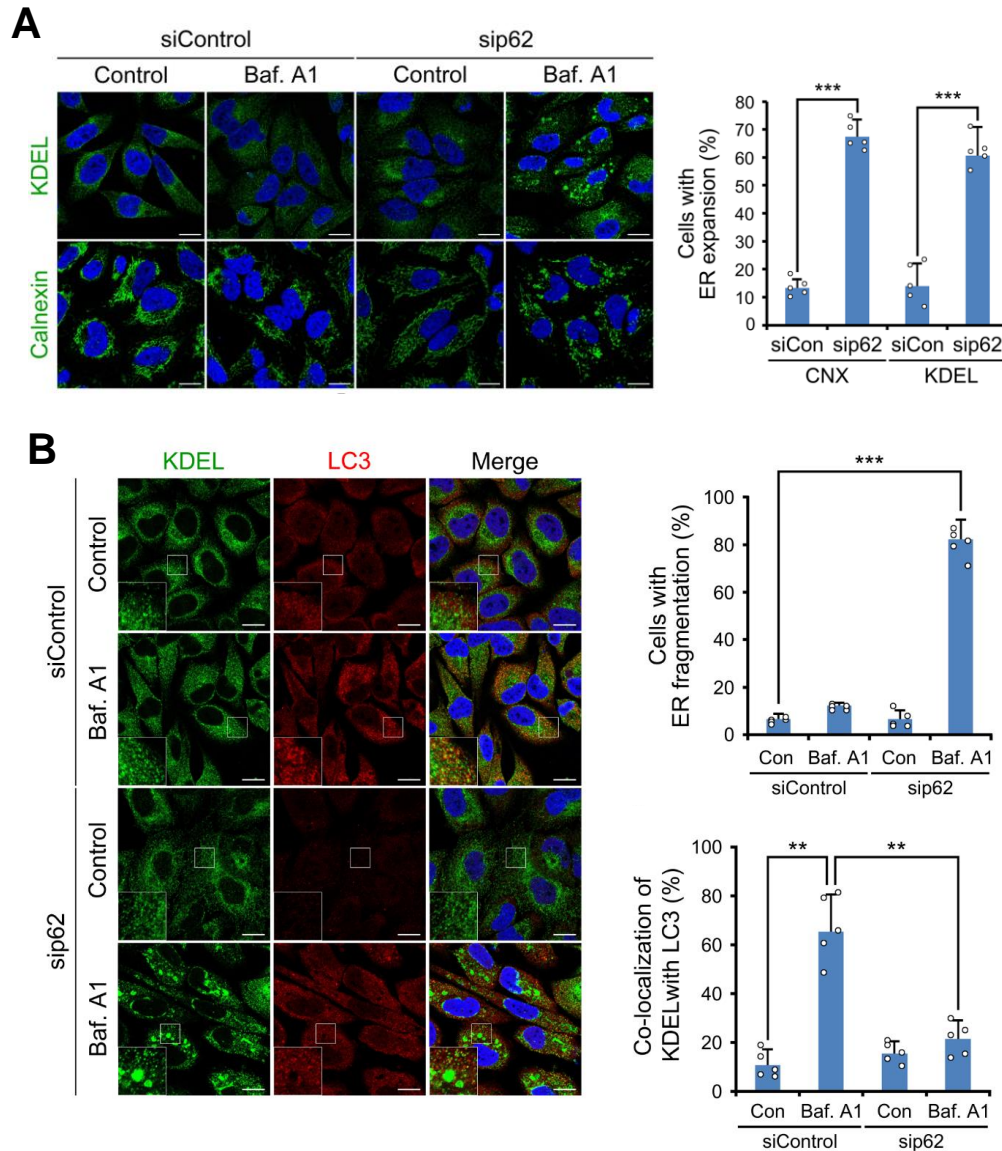 A
siControl sip62
Control Baf. A1 Control Baf. A1
KDEL
Calnexin
Cells with
ER expansion (%)
80
70
60
50
40
30
20
10
0
*** ***
siCon sip62 siCon sip62
CNX KDEL
B
KDEL LC3 Merge
siControl
Control
Baf. A1
sip62
Control
Baf. A1
Cells with
ER fragmentation (%)
100
80
60
40
20
0
***
Con Baf. A1 Con Baf. A1
siControl sip62
Co-localization of
KDELwith LC3 (%)
100
80
60
40
20
0
** **
Con Baf. A1 Con Baf. A1
siControl sip62